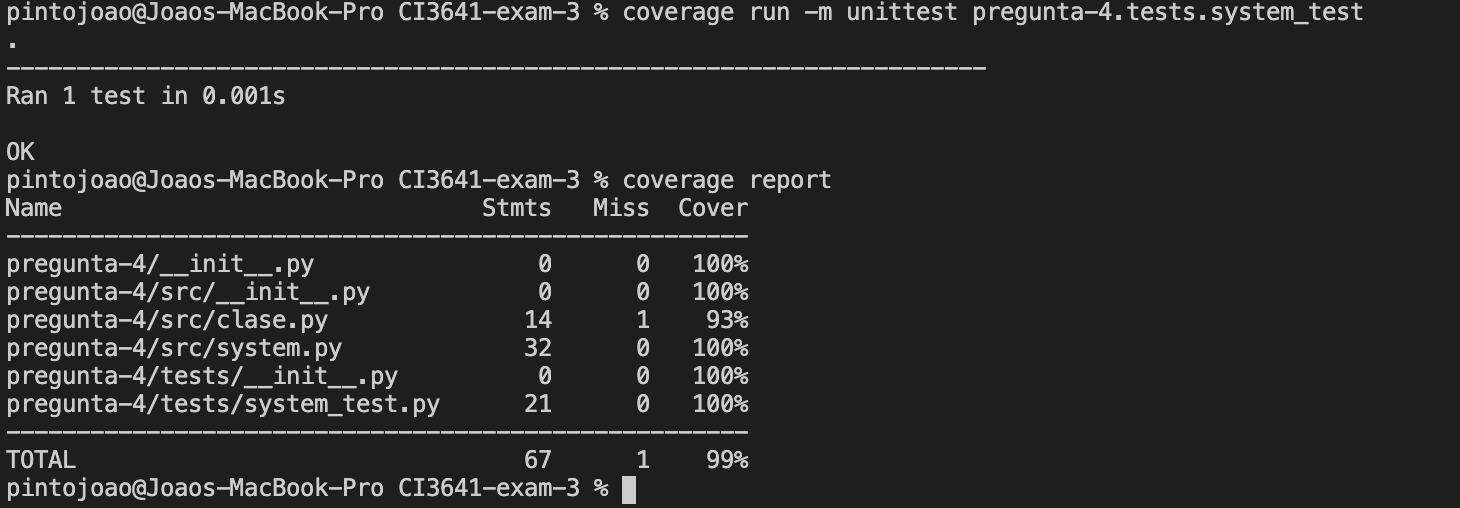 pintojoao@Joaos-MacBook-Pro CI3641-exam-3 % coverage run -m unittest pregunta-4.tests.system_test
.
----------------------------------------------------------------------
Ran 1 test in 0.001s

OK
pintojoao@Joaos-MacBook-Pro CI3641-exam-3 % coverage report
Name                                  Stmts   Miss  Cover
-----------------------------------------------------
pregunta-4/__init__.py                0      0   100%
pregunta-4/src/__init__.py            0      0   100%
pregunta-4/src/clase.py              14      1    93%
pregunta-4/src/system.py             32      0   100%
pregunta-4/tests/__init__.py          0      0   100%
pregunta-4/tests/system_test.py      21      0   100%
-----------------------------------------------------
TOTAL                                67      1    99%
pintojoao@Joaos-MacBook-Pro CI3641-exam-3 %